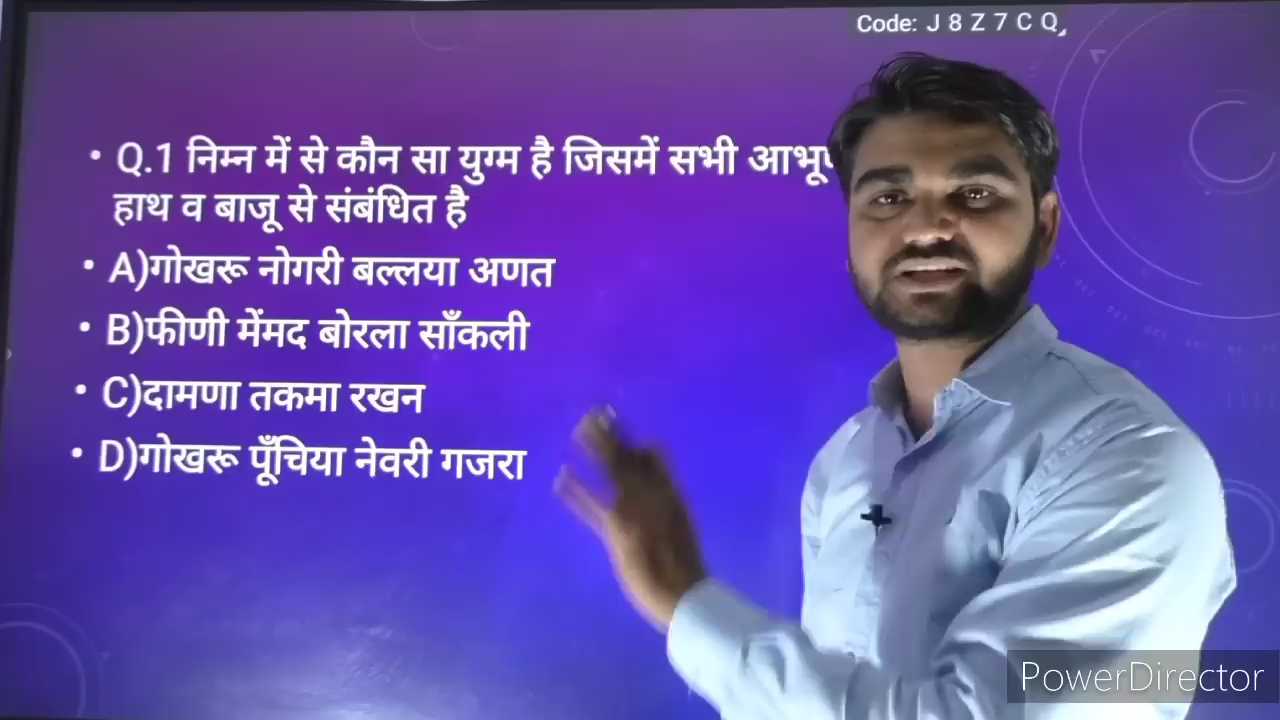 Code: J 8 Z 7 C Q
• Q.1 निम्न में से कौन सा युग्म है जिसमें सभी
हाथ व बाजू से संबंधित है
• A)गोखरू नोगरी बल्लया अणत
• B)फीणी मेंमद बोरला साँकली
• C)दामणा तकमा रखन
• D)गोखरू पूँचिया नेवरी गजरा
PowerDirector